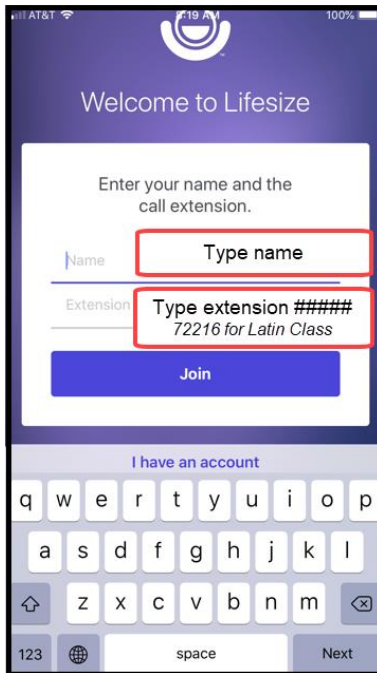 AT&T 8:19 AM 100%
Welcome to Lifesize
Enter your name and the
call extension.
Name Type name
Extension Type extension #####
72216 for Latin Class
Join
I have an account
q w e r t y u i o p
a s d f g h j k l
z x c v b n m
123 space Next